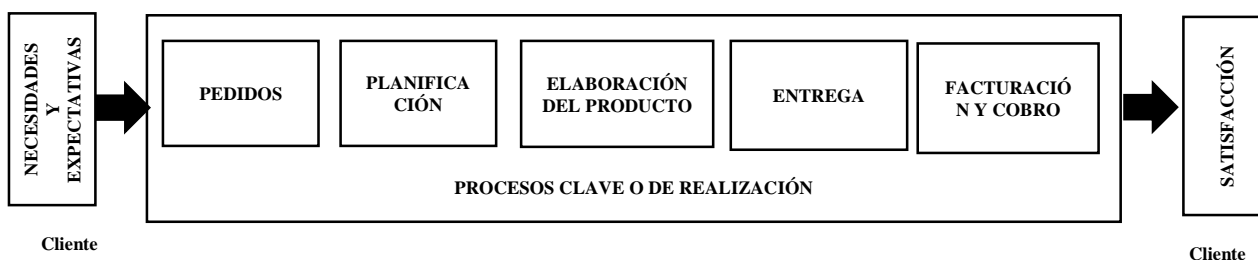 NECESIDADES
Y
EXPECTATIVAS
Cliente
PEDIDOS
PLANIFICA
CIÓN
ELABORACIÓN
DEL PRODUCTO
ENTREGA
FACTURACIÓ
N Y COBRO
PROCESOS CLAVE O DE REALIZACIÓN
SATISFACCIÓN
Cliente